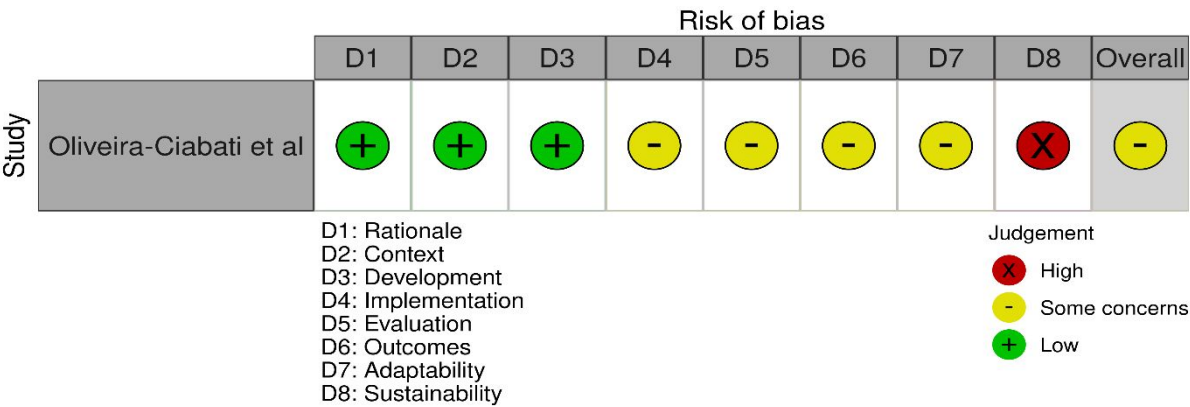 Risk of bias
D1 D2 D3 D4 D5 D6 D7 D8 Overall
Study
Oliveira-Ciabati et al + + + - - - - X -
D1: Rationale
D2: Context
D3: Development
D4: Implementation
D5: Evaluation
D6: Outcomes
D7: Adaptability
D8: Sustainability
Judgement
X High
- Some concerns
+ Low